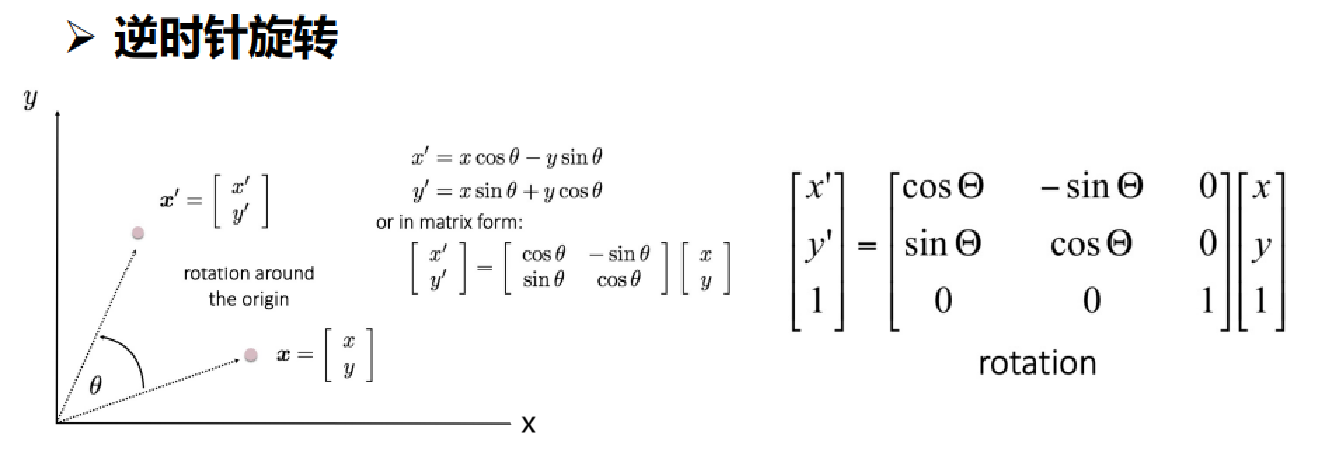 ➢ 逆时针旋转
y
x′ = [ x′ y′ ]
rotation around
the origin
x = [ x y ]
θ
x
x′ = x cos θ − y sin θ
y′ = x sin θ + y cos θ
or in matrix form:
[ x′ ] = [ cos θ − sin θ ] [ x ]
[ y′ ] [ sin θ cos θ ] [ y ]
[ x' ] [ cos Θ − sin Θ 0 ] [ x ]
[ y' ] = [ sin Θ cos Θ 0 ] [ y ]
[ 1 ] [ 0 0 1 ] [ 1 ]
rotation